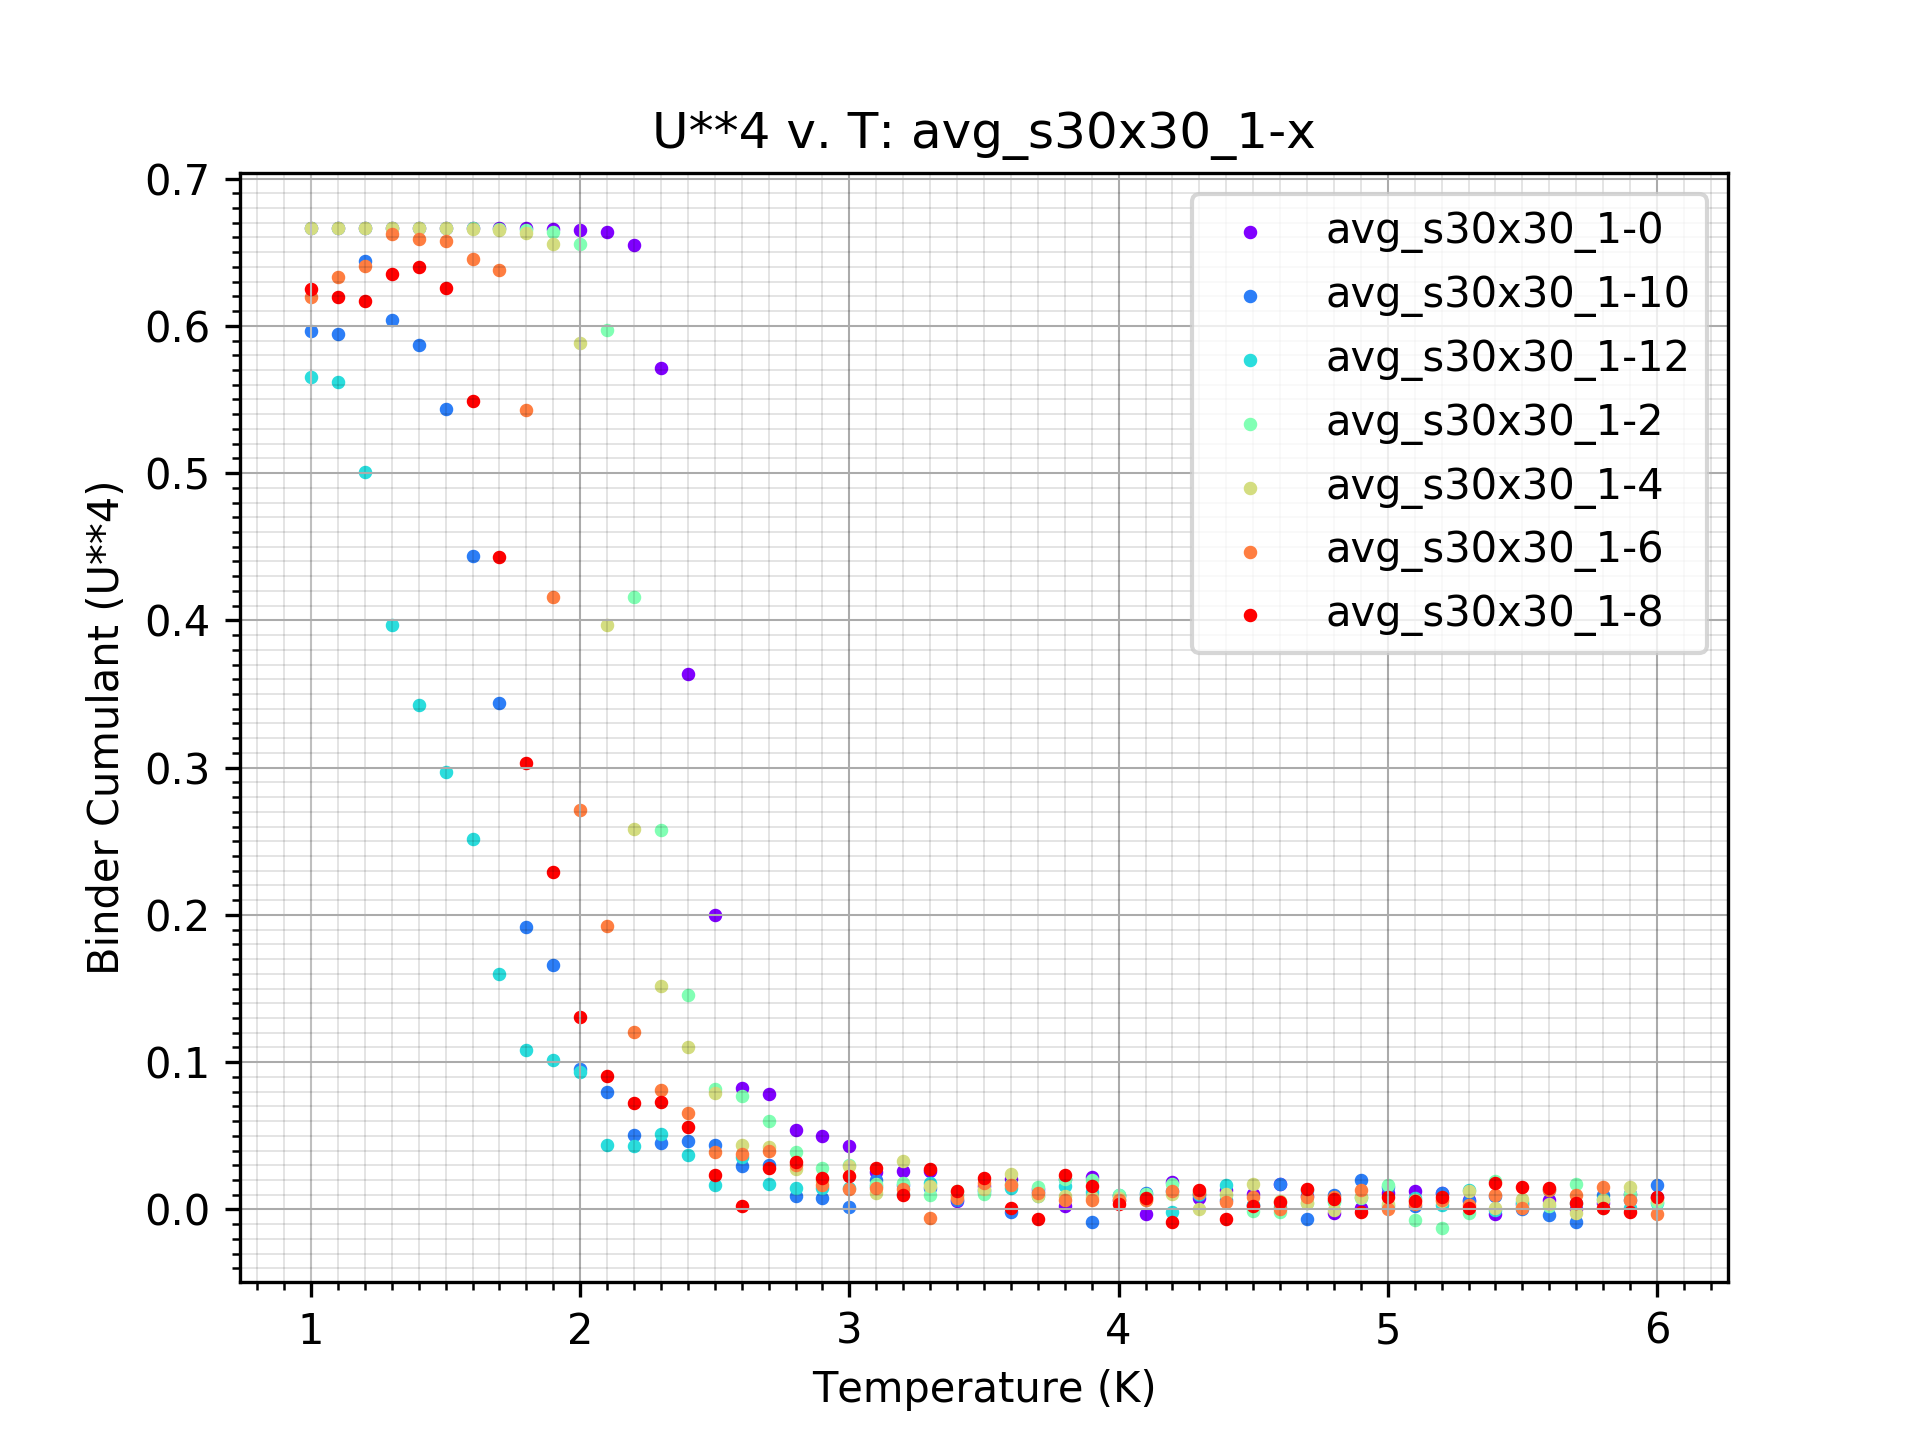 U**4 v. T: avg_s30x30_1-x
0.7
0.6
0.5
0.4
0.3
0.2
0.1
0.0
Binder Cumulant (U**4)
avg_s30x30_1-0
avg_s30x30_1-10
avg_s30x30_1-12
avg_s30x30_1-2
avg_s30x30_1-4
avg_s30x30_1-6
avg_s30x30_1-8
1 2 3 4 5 6
Temperature (K)